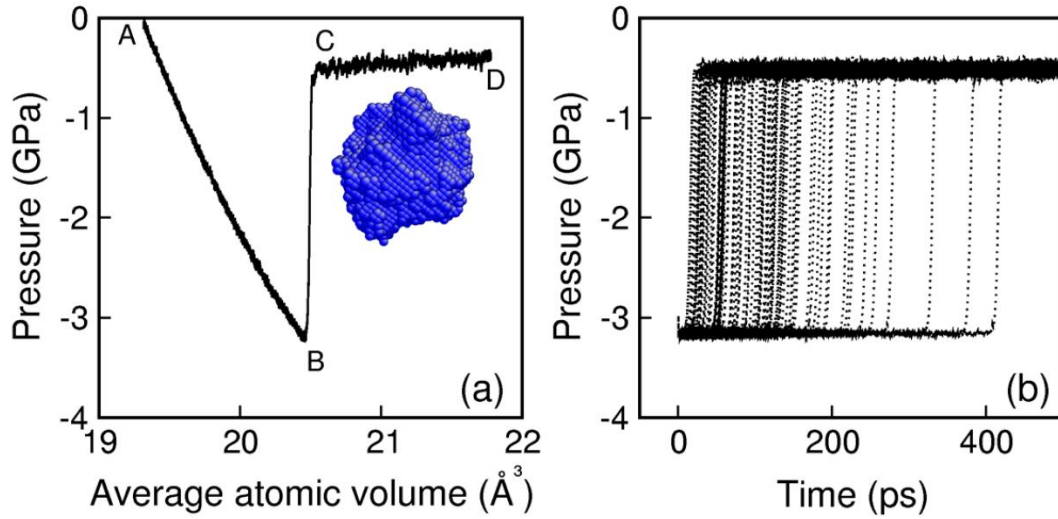 0
-1
-2
-3
-4
Pressure (GPa)
A
B
C
D
(a)
19
20
21
22
Average atomic volume (Å³)
0
-1
-2
-3
-4
Pressure (GPa)
(b)
0
200
400
Time (ps)